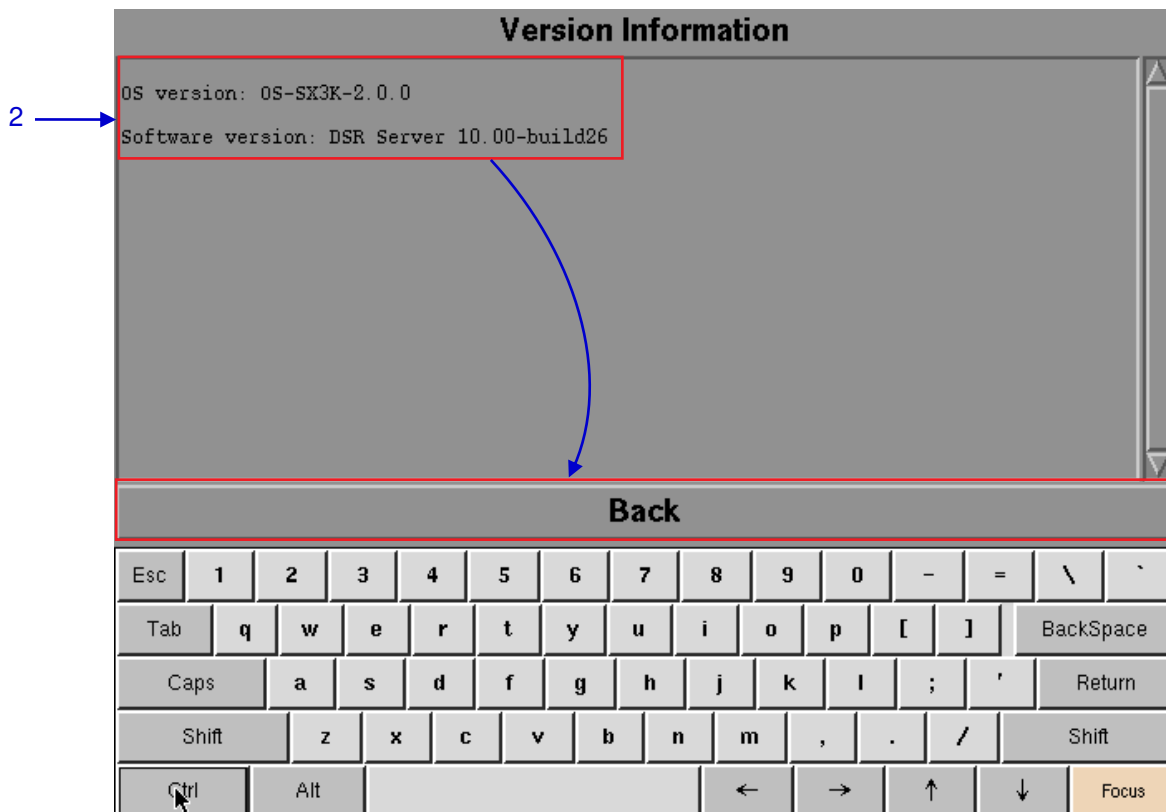 Version Information
OS version: OS-SX3K-2.0.0
2
Software version: DSR Server 10.00-build26
Back
Esc 1 2 3 4 5 6 7 8 9 0 - = \ `
Tab q w e r t y u i o p [ ] BackSpace
Caps a s d f g h j k l ; ' Return
Shift z x c v b n m , . / Shift
Ctrl Alt ← → ↑ ↓ Focus